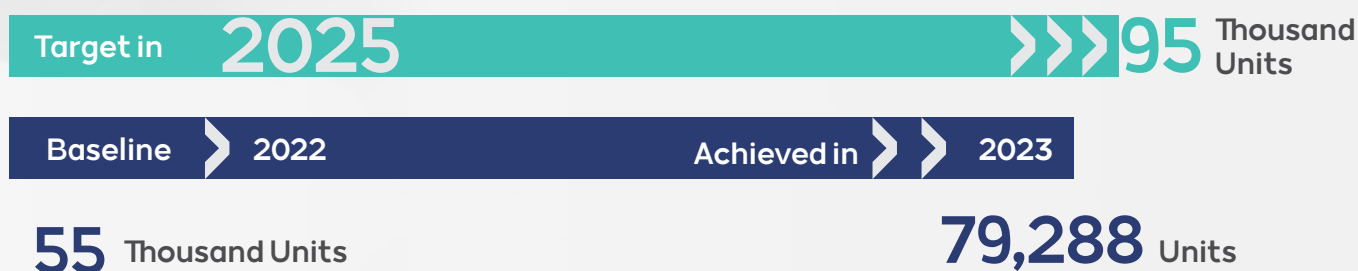 Target in 2025 95 Thousand Units
Baseline 2022 Achieved in 2023
55 Thousand Units 79,288 Units